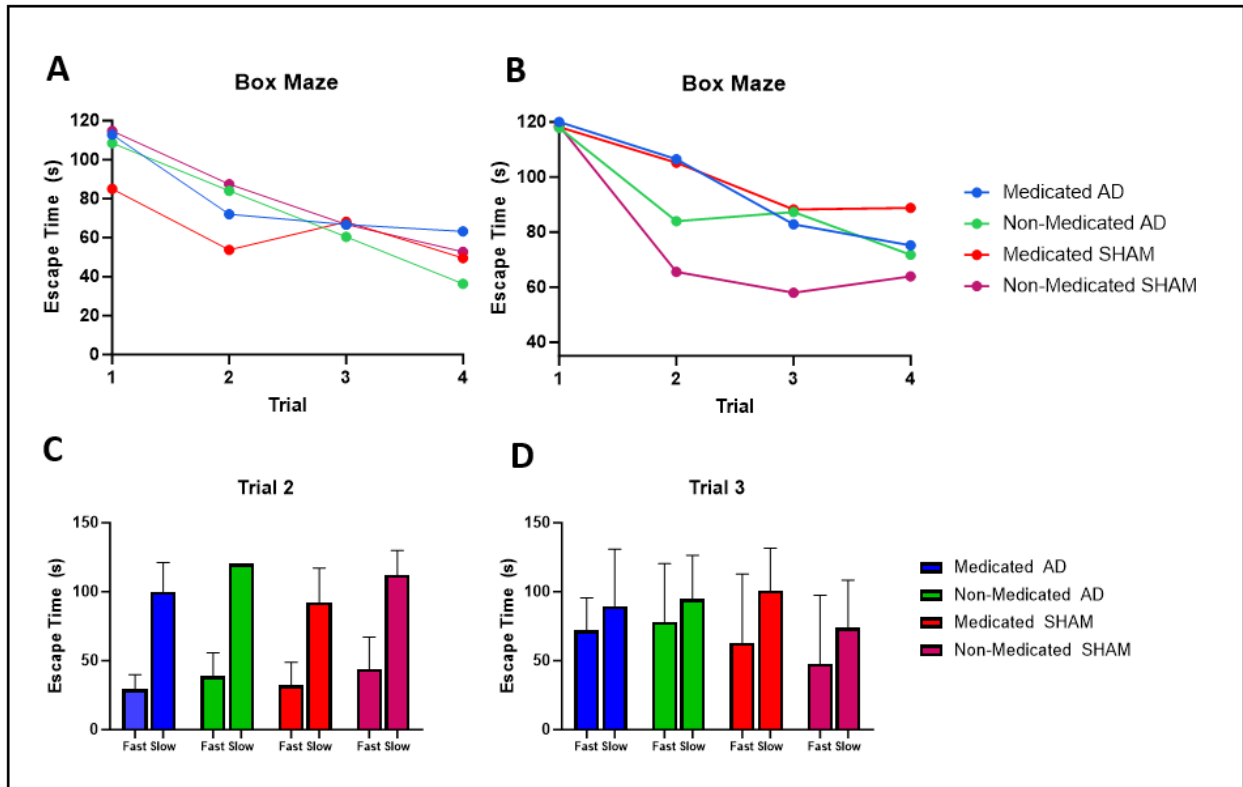 A
Box Maze
Escape Time (s)
120
100
80
60
40
20
0
1 2 3 4
Trial
B
Box Maze
Escape Time (s)
120
100
80
60
40
1 2 3 4
Trial
Medicated AD
Non-Medicated AD
Medicated SHAM
Non-Medicated SHAM
C
Trial 2
Escape Time (s)
150
100
50
0
Fast Slow Fast Slow Fast Slow Fast Slow
D
Trial 3
Escape Time (s)
150
100
50
0
Fast Slow Fast Slow Fast Slow Fast Slow
Medicated AD
Non-Medicated AD
Medicated SHAM
Non-Medicated SHAM